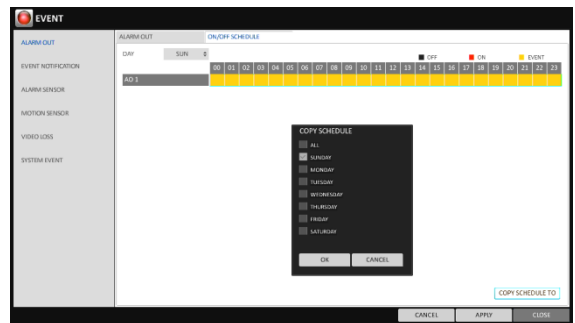 EVENT
ALARM OUT
EVENT NOTIFICATION
ALARM SENSOR
MOTION SENSOR
VIDEO LOSS
SYSTEM EVENT
ALARM OUT
ON/OFF SCHEDULE
DAY SUN
OFF ON EVENT
00 01 02 03 04 05 06 07 08 09 10 11 12 13 14 15 16 17 18 19 20 21 22 23
AO 1
COPY SCHEDULE
ALL
SUNDAY
MONDAY
TUESDAY
WEDNESDAY
THURSDAY
FRIDAY
SATURDAY
OK CANCEL
COPY SCHEDULE TO
CANCEL APPLY CLOSE